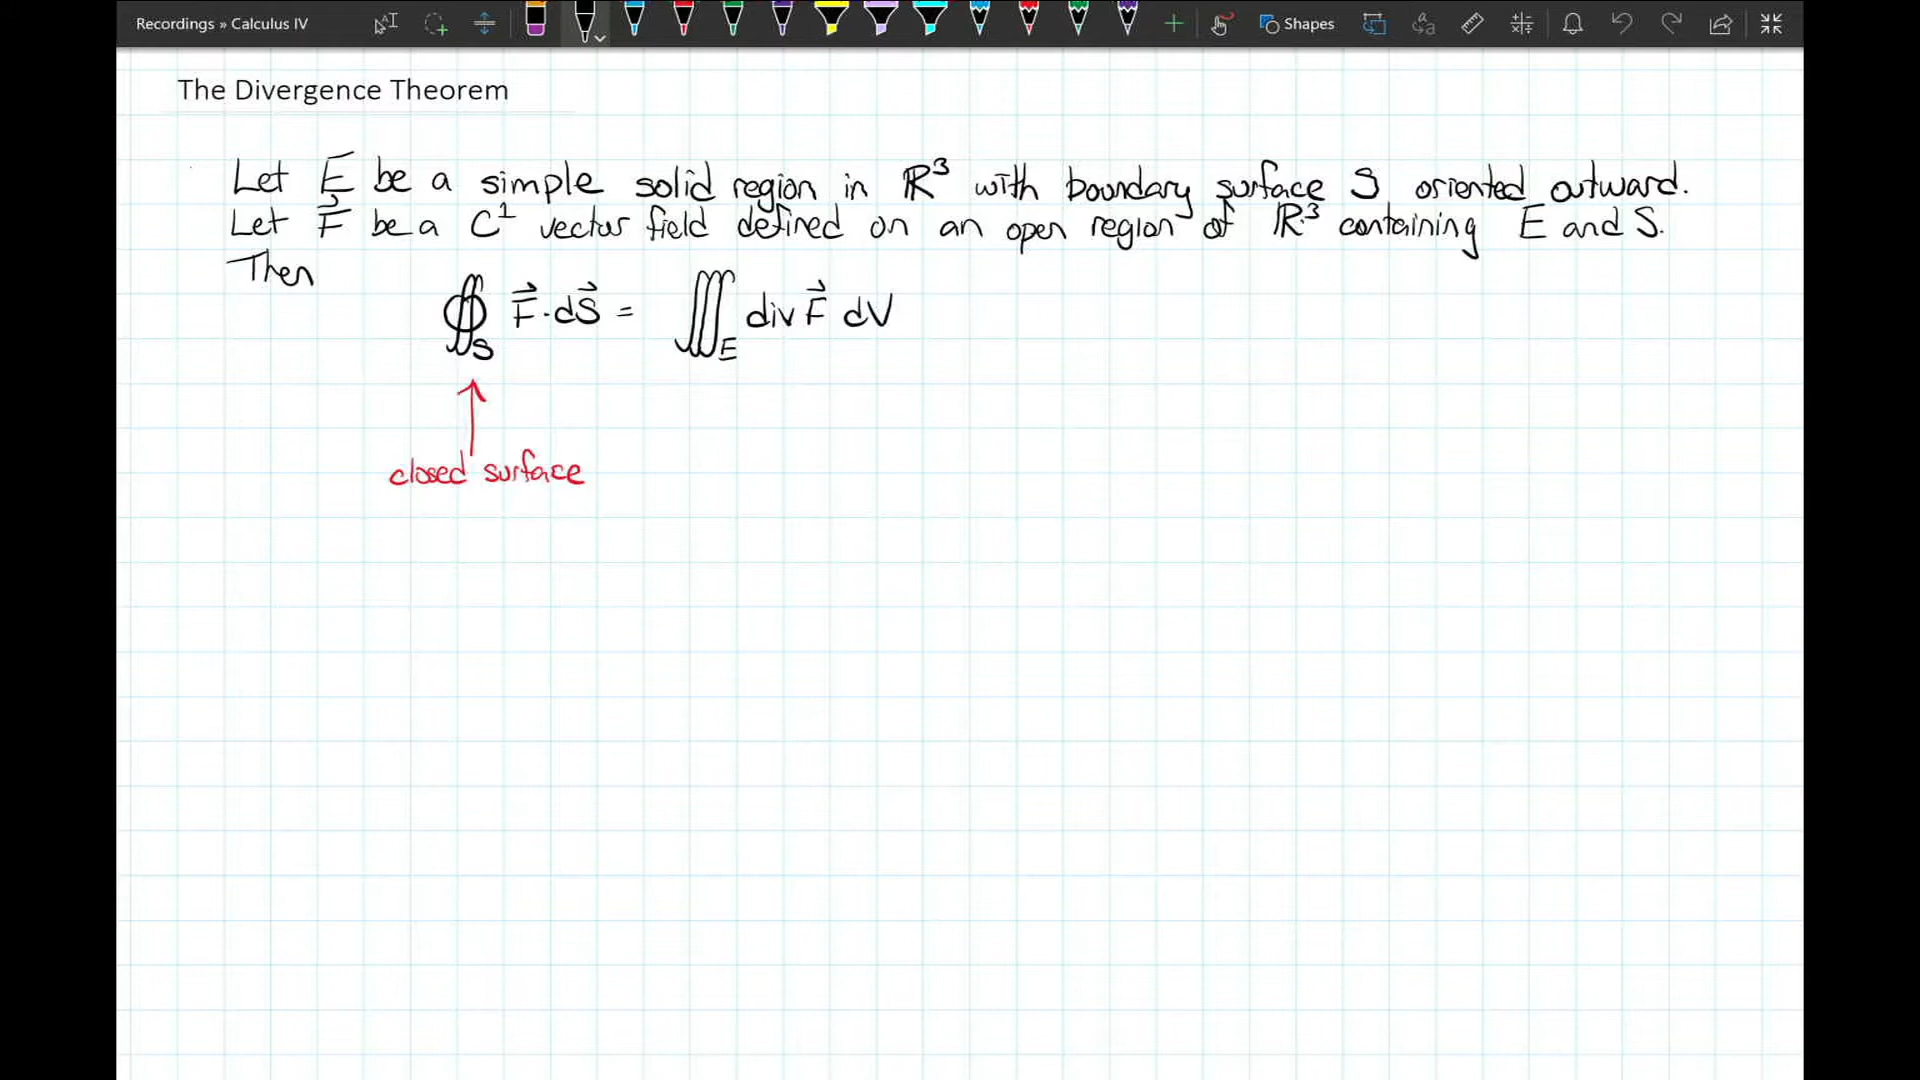 Recordings » Calculus IV
Shapes
The Divergence Theorem
Let E be a simple solid region in ℝ³ with boundary surface S oriented outward.
Let F⃗ be a C¹ vector field defined on an open region of ℝ³ containing E and S.
Then
∯_S F⃗·dS⃗ = ∭_E div F⃗ dV
closed surface